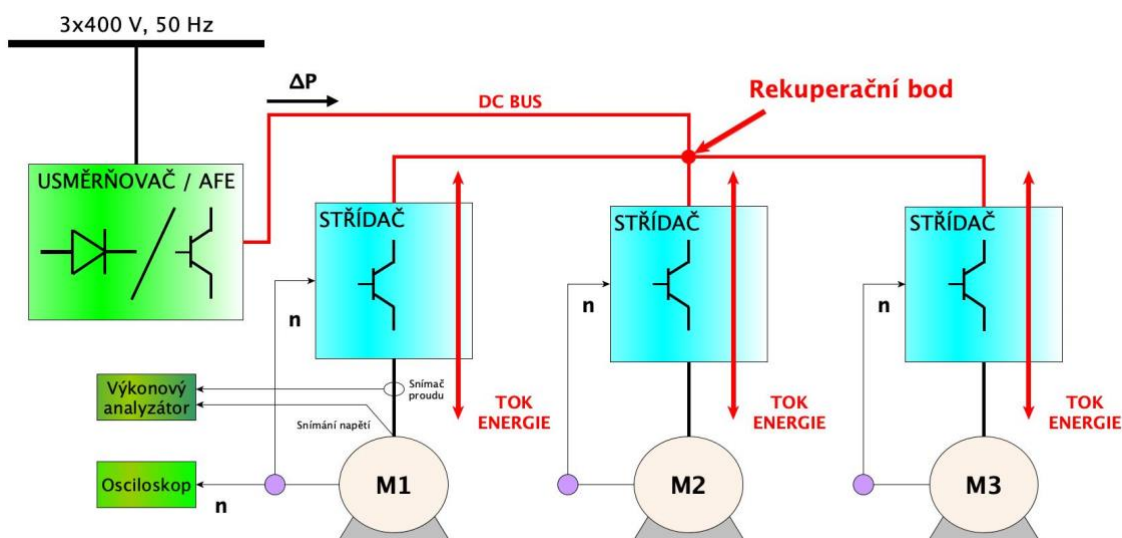 3x400 V, 50 Hz
ΔP
DC BUS
Rekuperační bod
USMĚRŇOVAČ / AFE
STŘÍDAČ
STŘÍDAČ
STŘÍDAČ
n
n
n
Výkonový
analyzátor
Snímač
proudu
Snímání napětí
TOK
ENERGIE
TOK
ENERGIE
TOK
ENERGIE
Osciloskop
n
M1
M2
M3